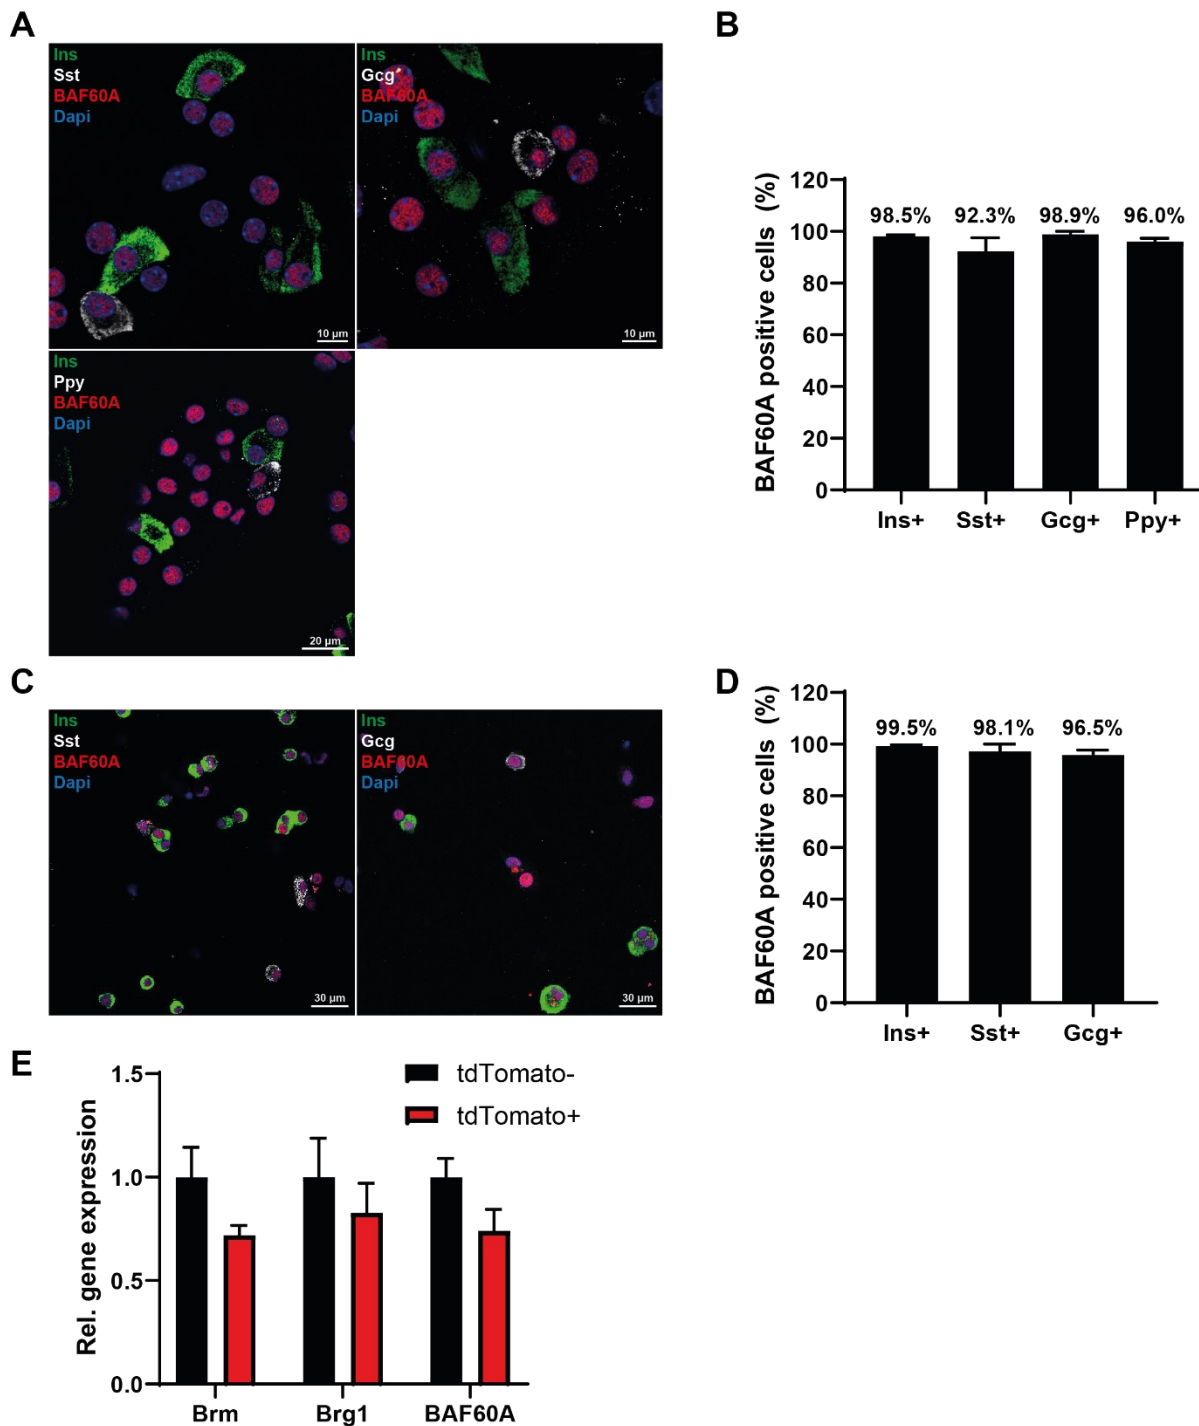 A
Ins
Sst
BAF60A
Dapi
10 µm
Ins
Gcg
BAF60A
Dapi
10 µm
Ins
Ppy
BAF60A
Dapi
20 µm
B
BAF60A positive cells (%)
120
100
80
60
40
20
0
98.5%
92.3%
98.9%
96.0%
Ins+
Sst+
Gcg+
Ppy+
C
Ins
Sst
BAF60A
Dapi
30 µm
Ins
Gcg
BAF60A
Dapi
30 µm
D
BAF60A positive cells (%)
120
100
80
60
40
20
0
99.5%
98.1%
96.5%
Ins+
Sst+
Gcg+
E
Rel. gene expression
1.5
1.0
0.5
0.0
tdTomato-
tdTomato+
Brm
Brg1
BAF60A